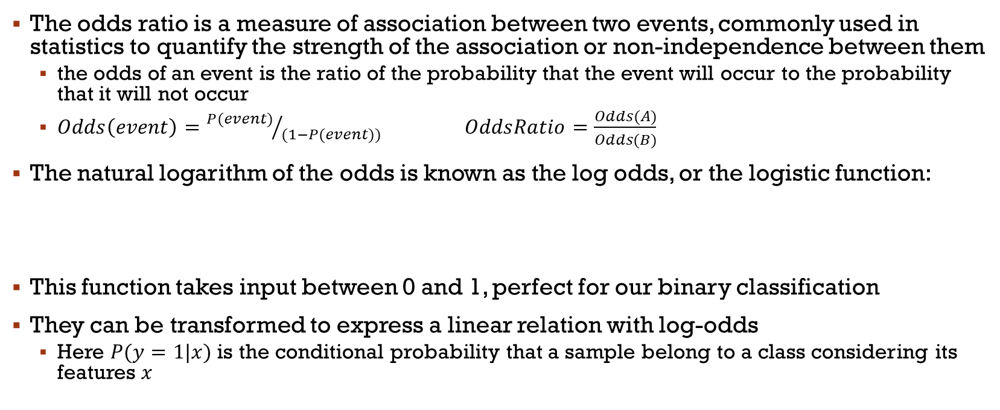 ▪ The odds ratio is a measure of association between two events, commonly used in
statistics to quantify the strength of the association or non-independence between them
▪ the odds of an event is the ratio of the probability that the event will occur to the probability
that it will not occur
▪ Odds(event) = P(event)/(1−P(event)) OddsRatio = Odds(A)/Odds(B)
▪ The natural logarithm of the odds is known as the log odds, or the logistic function:
▪ This function takes input between 0 and 1, perfect for our binary classification
▪ They can be transformed to express a linear relation with log-odds
▪ Here P(y = 1|x) is the conditional probability that a sample belong to a class considering its
features x